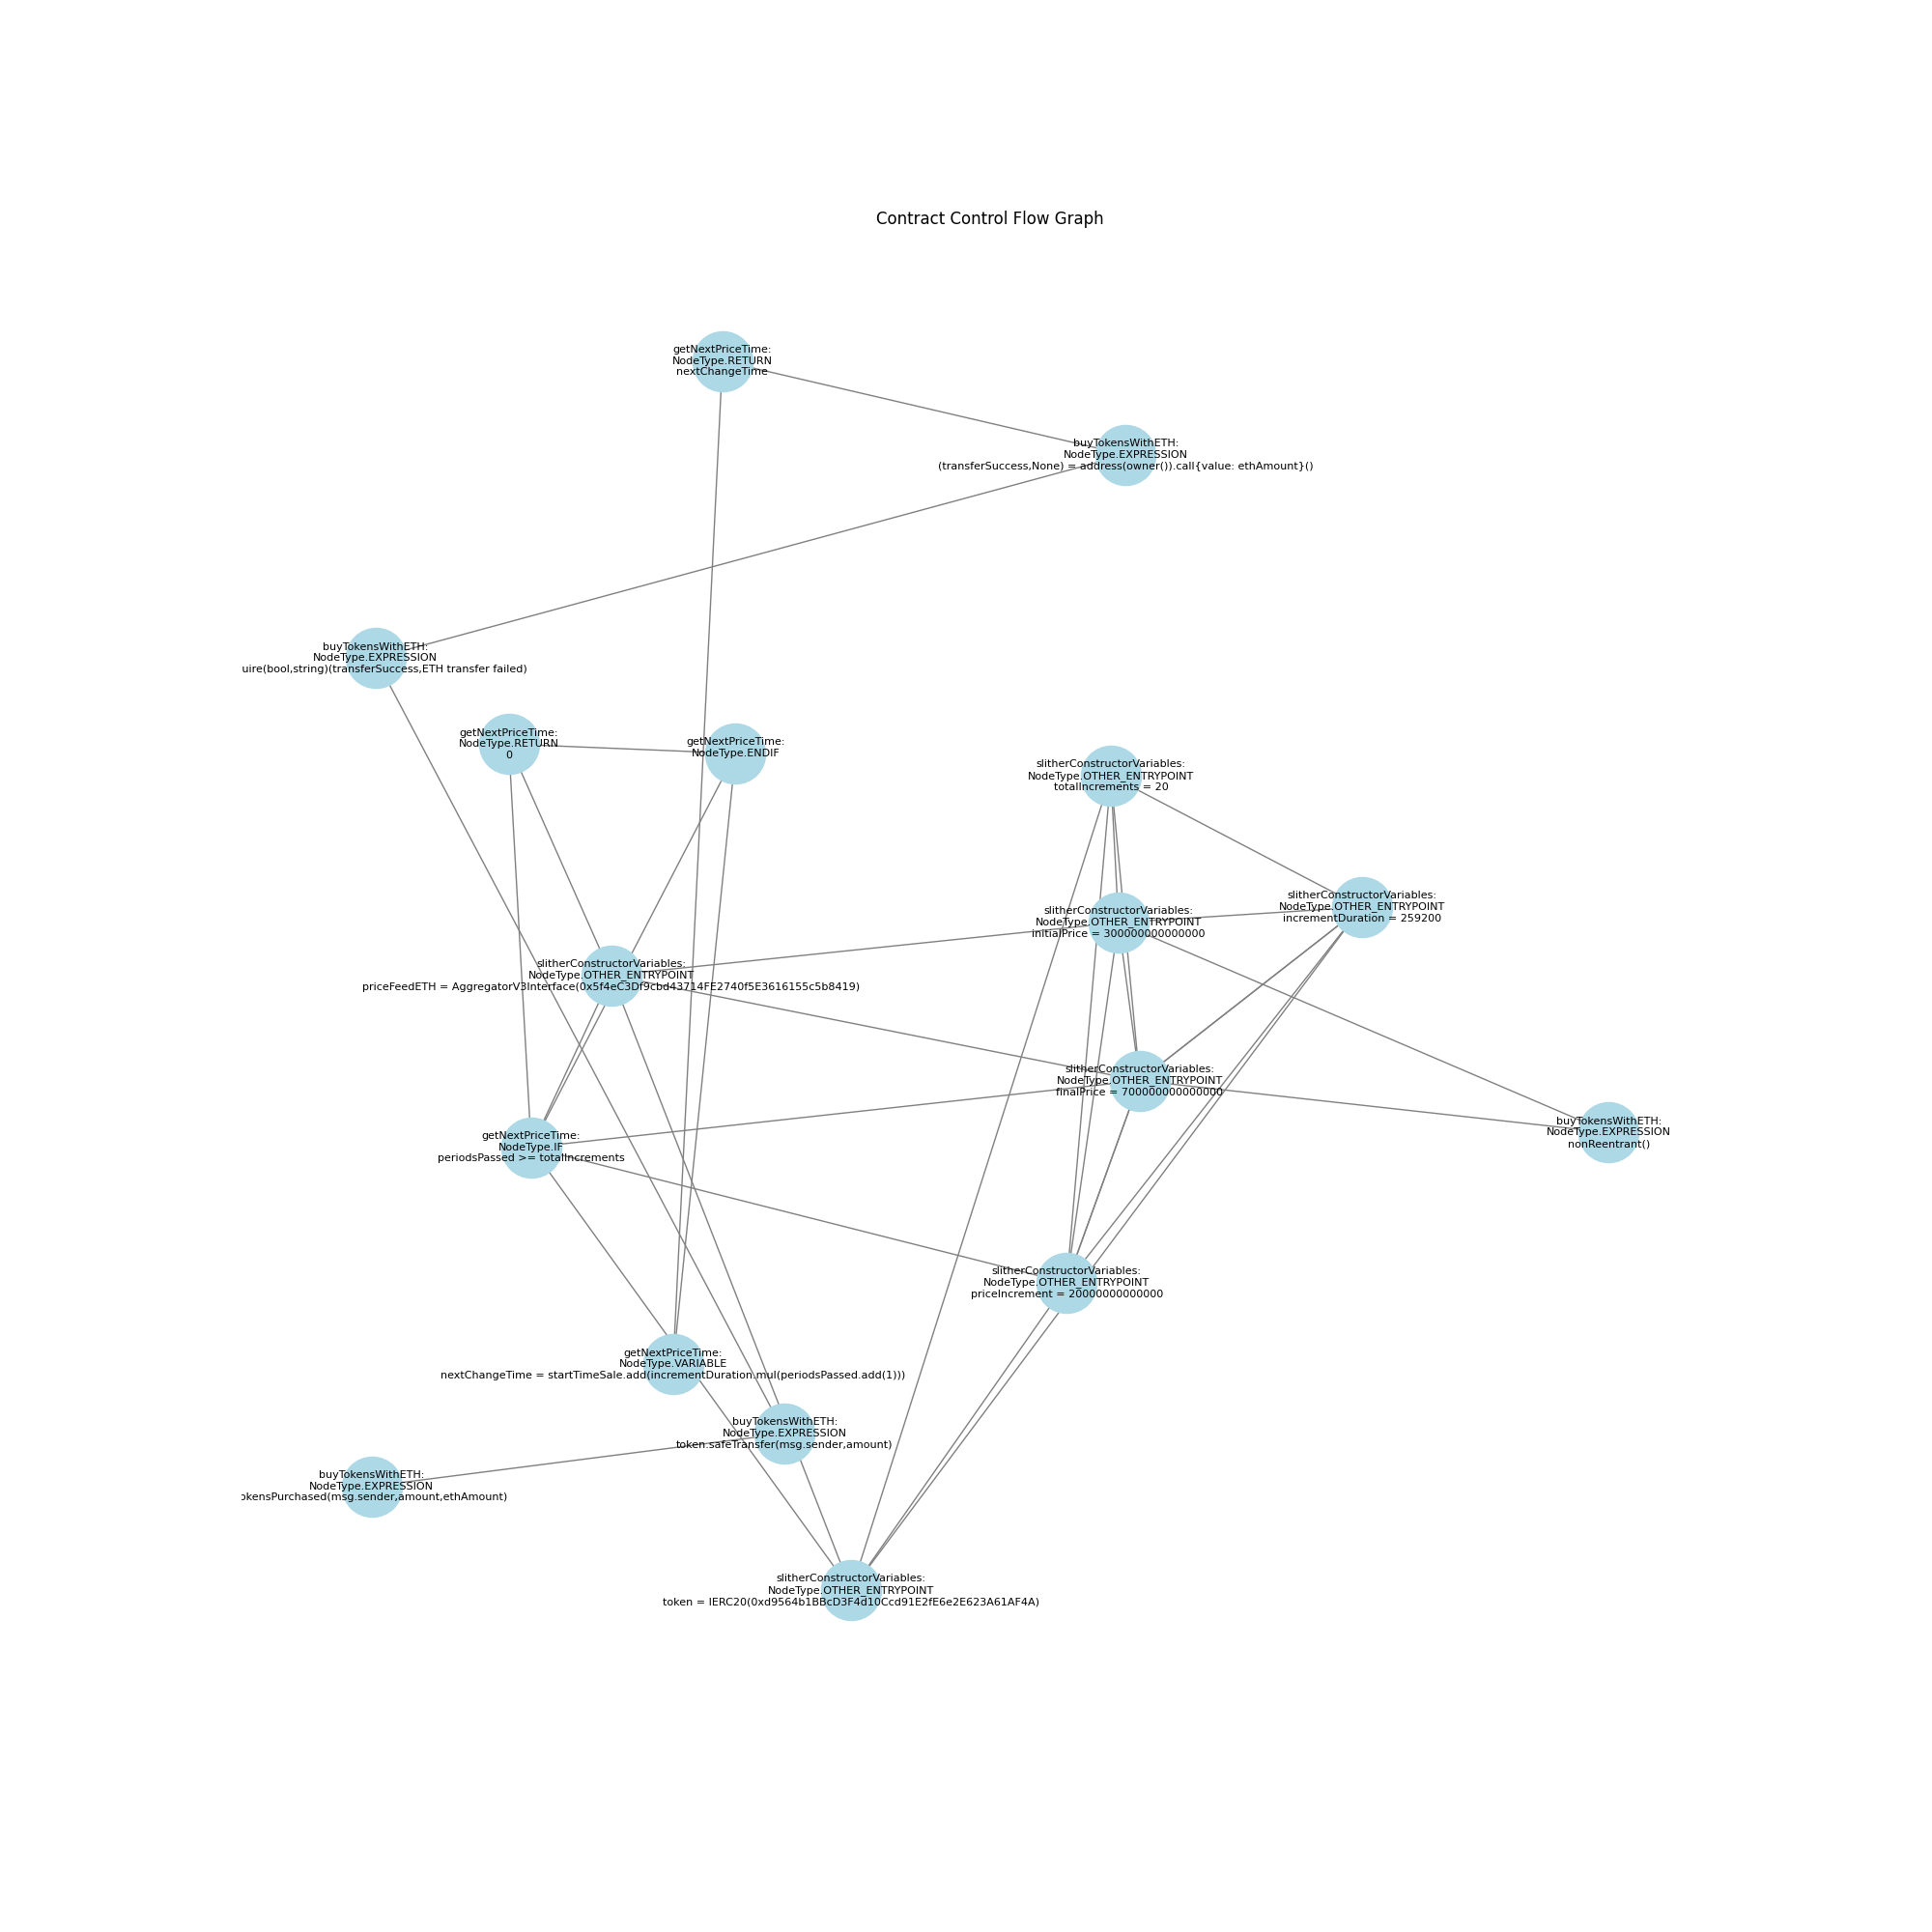 Contract Control Flow Graph
getNextPriceTime:
NodeType.RETURN
nextChangeTime
buyTokensWithETH:
NodeType.EXPRESSION
(transferSuccess,None) = address(owner()).call{value: ethAmount}()
buyTokensWithETH:
NodeType.EXPRESSION
uire(bool,string)(transferSuccess,ETH transfer failed)
getNextPriceTime:
NodeType.RETURN
0
getNextPriceTime:
NodeType.ENDIF
slitherConstructorVariables:
NodeType.OTHER_ENTRYPOINT
totalIncrements = 20
slitherConstructorVariables:
NodeType.OTHER_ENTRYPOINT
incrementDuration = 259200
slitherConstructorVariables:
NodeType.OTHER_ENTRYPOINT
initialPrice = 300000000000000
slitherConstructorVariables:
NodeType.OTHER_ENTRYPOINT
priceFeedETH = AggregatorV3Interface(0x5f4eC3Df9cbd43714FE2740f5E3616155c5b8419)
slitherConstructorVariables:
NodeType.OTHER_ENTRYPOINT
finalPrice = 700000000000000
buyTokensWithETH:
NodeType.EXPRESSION
nonReentrant()
getNextPriceTime:
NodeType.IF
periodsPassed >= totalIncrements
slitherConstructorVariables:
NodeType.OTHER_ENTRYPOINT
priceIncrement = 20000000000000
getNextPriceTime:
NodeType.VARIABLE
nextChangeTime = startTimeSale.add(incrementDuration.mul(periodsPassed.add(1)))
buyTokensWithETH:
NodeType.EXPRESSION
token.safeTransfer(msg.sender,amount)
buyTokensWithETH:
NodeType.EXPRESSION
okensPurchased(msg.sender,amount,ethAmount)
slitherConstructorVariables:
NodeType.OTHER_ENTRYPOINT
token = IERC20(0xd9564b1BBcD3F4d10Ccd91E2fE6e2E623A61AF4A)